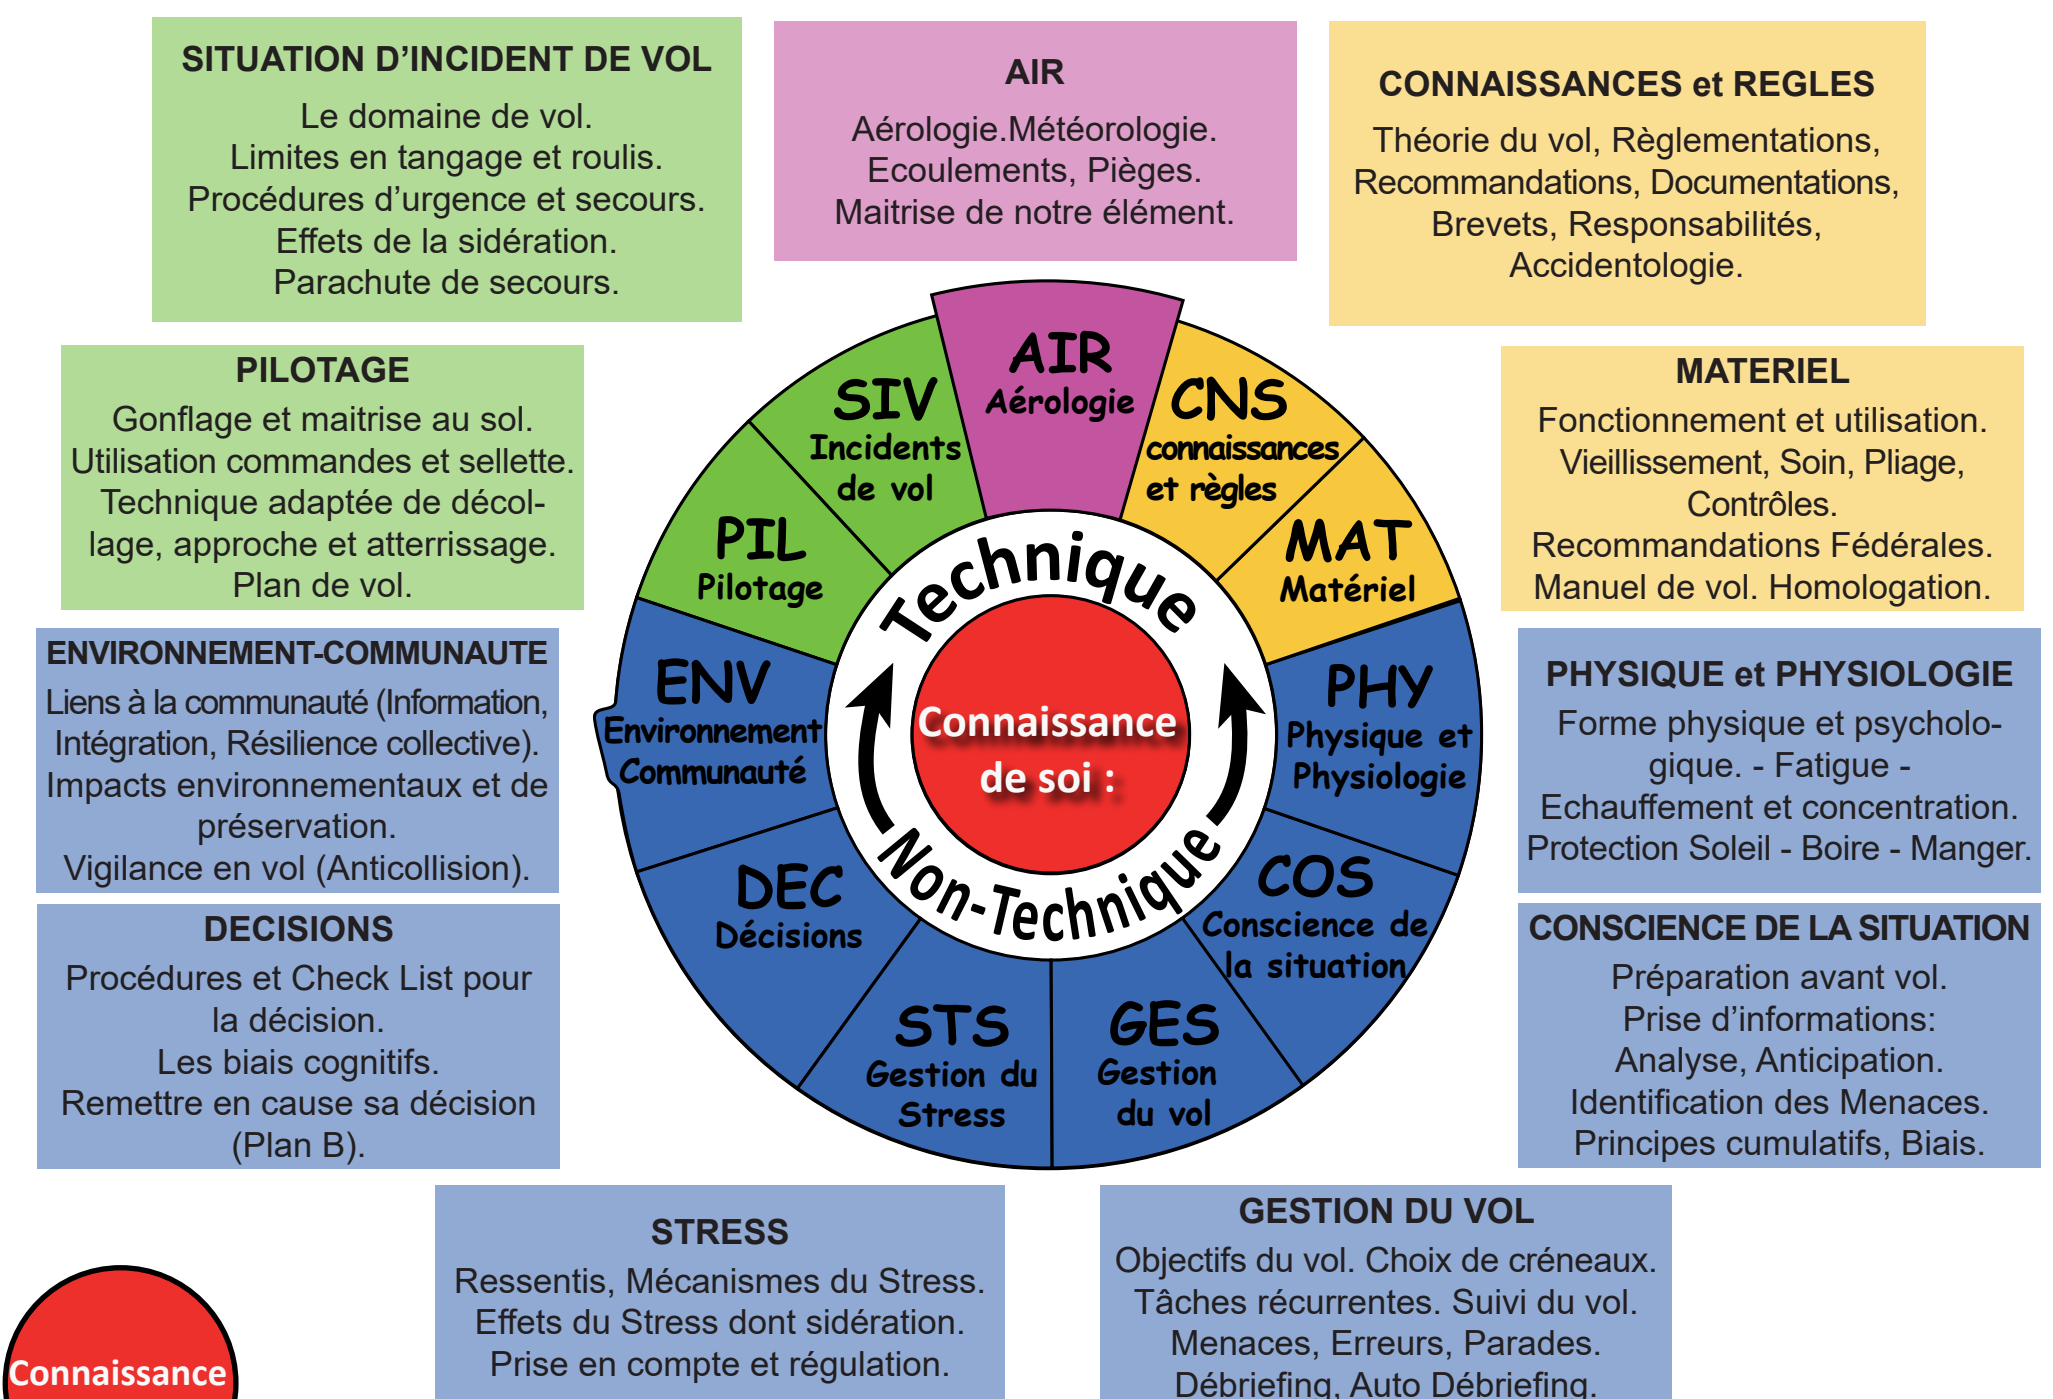 SITUATION D’INCIDENT DE VOL
Le domaine de vol.
Limites en tangage et roulis.
Procédures d’urgence et secours.
Effets de la sidération.
Parachute de secours.
AIR
Aérologie.Météorologie.
Ecoulements, Pièges.
Maitrise de notre élément.
CONNAISSANCES et REGLES
Théorie du vol, Règlementations,
Recommandations, Documentations,
Brevets, Responsabilités,
Accidentologie.
PILOTAGE
Gonflage et maitrise au sol.
Utilisation commandes et sellette.
Technique adaptée de décol-
lage, approche et atterrissage.
Plan de vol.
MATERIEL
Fonctionnement et utilisation.
Vieillissement, Soin, Pliage,
Contrôles.
Recommandations Fédérales.
Manuel de vol. Homologation.
ENVIRONNEMENT-COMMUNAUTE
Liens à la communauté (Information,
Intégration, Résilience collective).
Impacts environnementaux et de
préservation.
Vigilance en vol (Anticollision).
PHYSIQUE et PHYSIOLOGIE
Forme physique et psycholo-
gique. - Fatigue -
Echauffement et concentration.
Protection Soleil - Boire - Manger.
DECISIONS
Procédures et Check List pour
la décision.
Les biais cognitifs.
Remettre en cause sa décision
(Plan B).
CONSCIENCE DE LA SITUATION
Préparation avant vol.
Prise d’informations:
Analyse, Anticipation.
Identification des Menaces.
Principes cumulatifs, Biais.
STRESS
Ressentis, Mécanismes du Stress.
Effets du Stress dont sidération.
Prise en compte et régulation.
GESTION DU VOL
Objectifs du vol. Choix de créneaux.
Tâches récurrentes. Suivi du vol.
Menaces, Erreurs, Parades.
Débriefing, Auto Débriefing.
AIR
Aérologie
CNS
connaissances
et règles
MAT
Matériel
PHY
Physique et
Physiologie
COS
Conscience de
la situation
GES
Gestion
du vol
STS
Gestion du
Stress
DEC
Décisions
ENV
Environnement
Communauté
PIL
Pilotage
SIV
Incidents
de vol
Technique
Non-Technique
Connaissance
de soi :
Connaissance